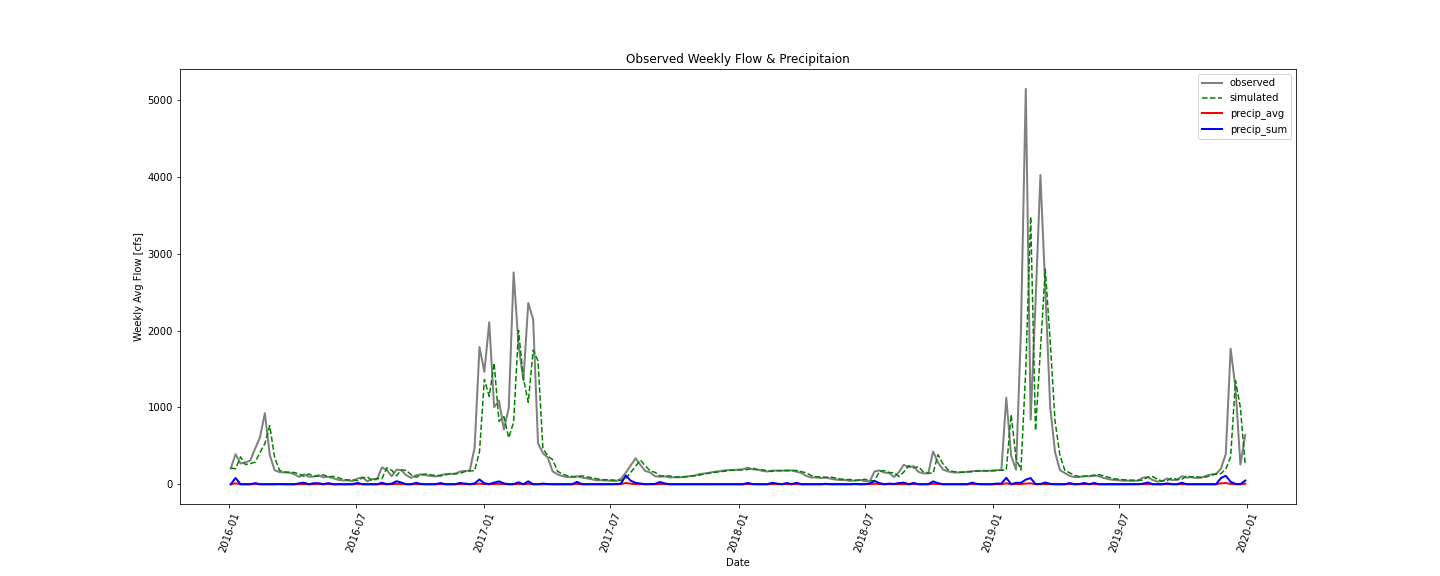 Observed Weekly Flow & Precipitaion
observed
simulated
precip_avg
precip_sum
5000
4000
3000
2000
1000
0
Weekly Avg Flow [cfs]
2016-01
2016-07
2017-01
2017-07
2018-01
2018-07
2019-01
2019-07
2020-01
Date